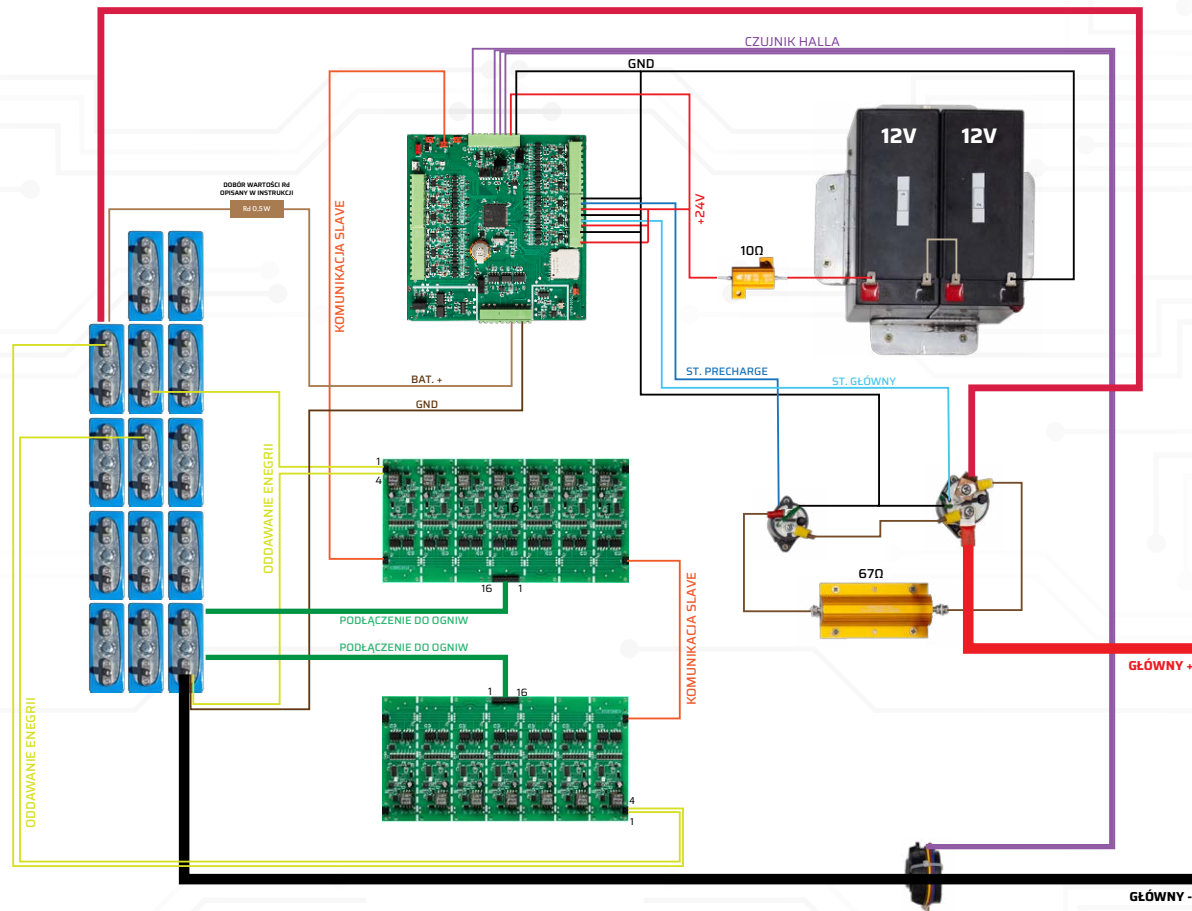 CZUJNIK HALLA
GND
12V
12V
DOBÓR WARTOŚCI Rd
OPISANY W INSTRUKCJI
Rd 0,5W
KOMUNIKACJA SLAVE
+24V
10Ω
BAT. +
GND
ST. PRECHARGE
ST. GŁÓWNY
ODDAWANIE ENEGRII
1
4
16
1
16
1
67Ω
KOMUNIKACJA SLAVE
PODŁĄCZENIE DO OGNIW
PODŁĄCZENIE DO OGNIW
GŁÓWNY +
1
16
ODDAWANIE ENEGRII
4
1
GŁÓWNY -